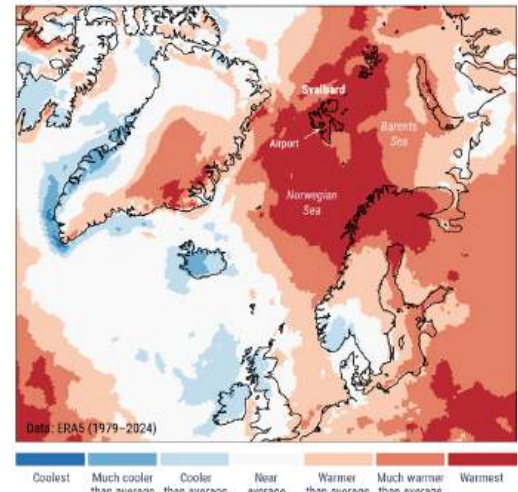 Svalbard
Airport
Barents
Sea
Norwegian
Sea
Data: ERA5 (1979–2024)
Coolest Much cooler Cooler Near Warmer Much warmer Warmest
than average than average average than average than average